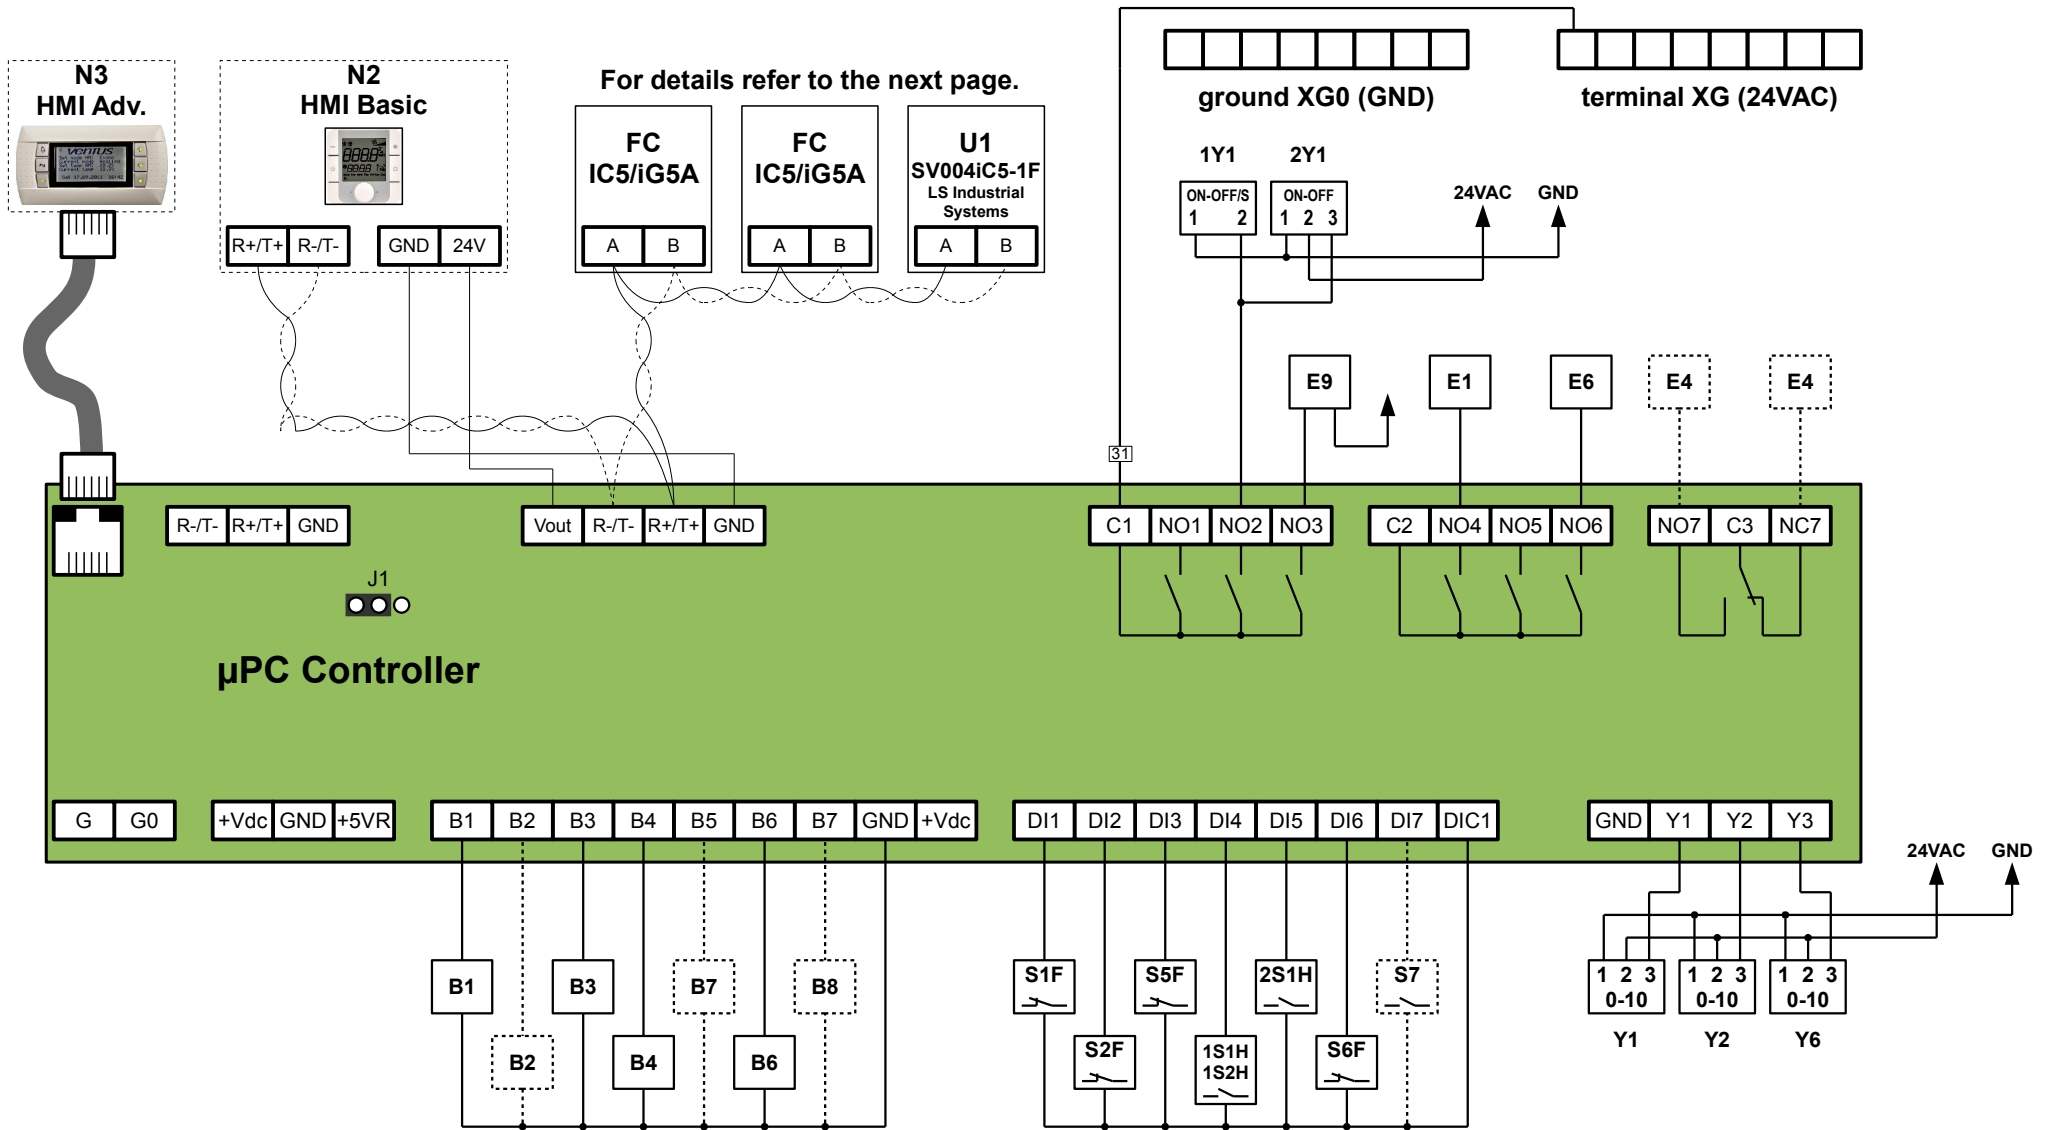 N3
HMI Adv.
VENTUS
N2
HMI Basic
R+/T+ R-/T- GND 24V
For details refer to the next page.
FC
IC5/iG5A
A B
FC
IC5/iG5A
A B
U1
SV004iC5-1F
LS Industrial
Systems
A B
ground XG0 (GND)
terminal XG (24VAC)
1Y1 2Y1
ON-OFF/S
1 2
ON-OFF
1 2 3
24VAC GND
E9 E1 E6 E4 E4
31
R-/T- R+/T+ GND
Vout R-/T- R+/T+ GND
C1 NO1 NO2 NO3
C2 NO4 NO5 NO6
NO7 C3 NC7
J1
µPC Controller
G G0
+Vdc GND +5VR
B1 B2 B3 B4 B5 B6 B7 GND +Vdc
DI1 DI2 DI3 DI4 DI5 DI6 DI7 DIC1
GND Y1 Y2 Y3
24VAC GND
B1 B3 B7 B8
B2 B4 B6
S1F S5F 2S1H S7
S2F 1S1H S6F
1S2H
1 2 3 1 2 3 1 2 3
0-10 0-10 0-10
Y1 Y2 Y6